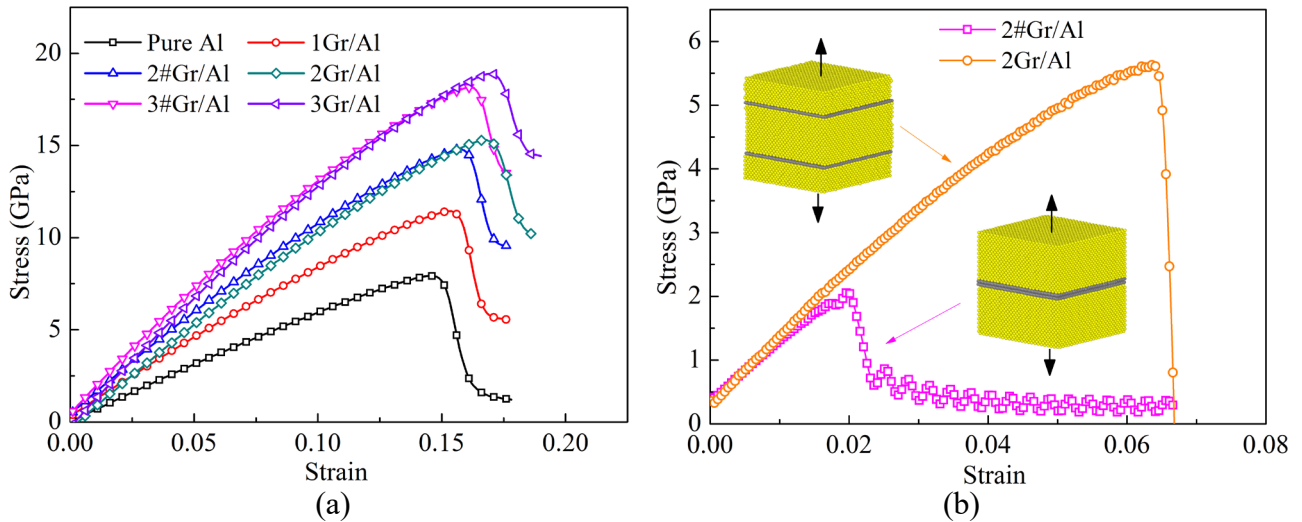 Pure Al 1Gr/Al
2#Gr/Al 2Gr/Al
3#Gr/Al 3Gr/Al
Stress (GPa)
20
15
10
5
0
0.00 0.05 0.10 0.15 0.20
Strain
(a)
2#Gr/Al
2Gr/Al
Stress (GPa)
6
5
4
3
2
1
0
0.00 0.02 0.04 0.06 0.08
Strain
(b)